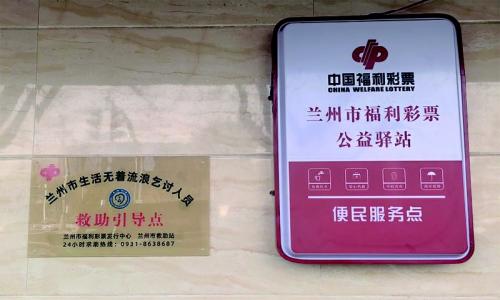 兰州市生活无着流浪乞讨人员
救助引导点
兰州市福利彩票发行中心 兰州市救助站
24小时求助热线：0931-8638687
中国福利彩票
CHINA WELFARE LOTTERY
兰州市福利彩票
公益驿站
便民服务点